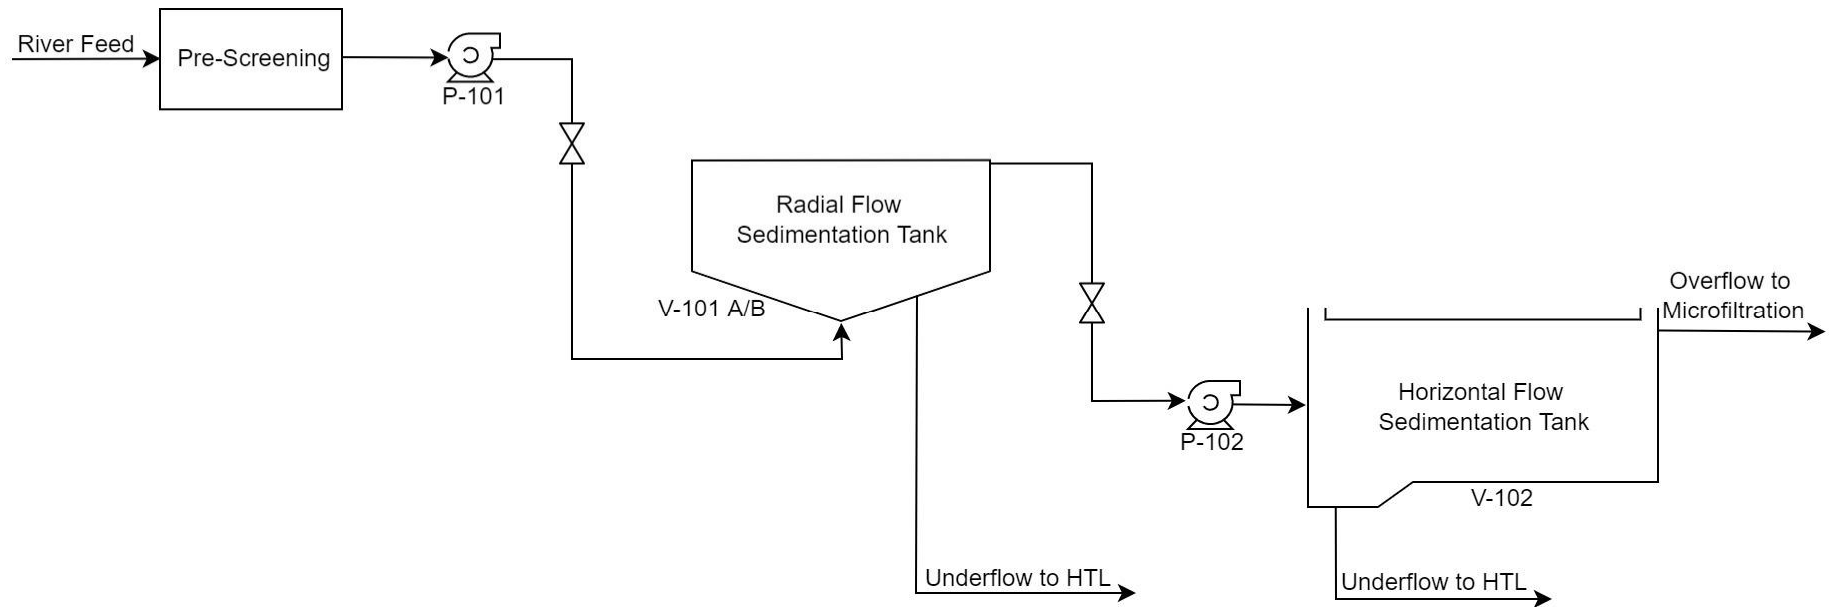 River Feed
Pre-Screening
P-101
Radial Flow
Sedimentation Tank
V-101 A/B
Underflow to HTL
P-102
Horizontal Flow
Sedimentation Tank
V-102
Overflow to
Microfiltration
Underflow to HTL